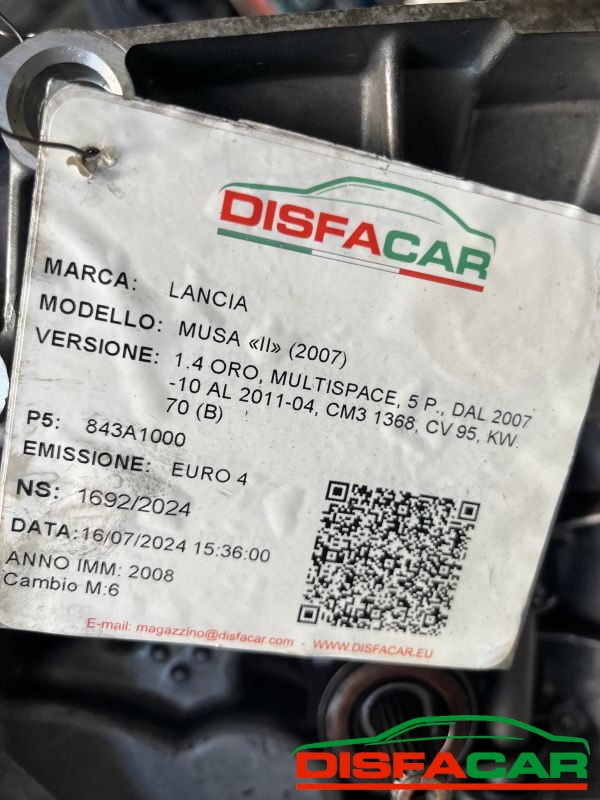 DISFACAR
MARCA: LANCIA
MODELLO: MUSA «II» (2007)
VERSIONE: 1.4 ORO, MULTISPACE, 5 P., DAL 2007
-10 AL 2011-04, CM3 1368, CV 95, KW.
70 (B)
P5: 843A1000
EMISSIONE: EURO 4
NS: 1692/2024
DATA:16/07/2024 15:36:00
ANNO IMM: 2008
Cambio M:6
E-mail: magazzino@disfacar.com - WWW.DISFACAR.EU
DISFACAR